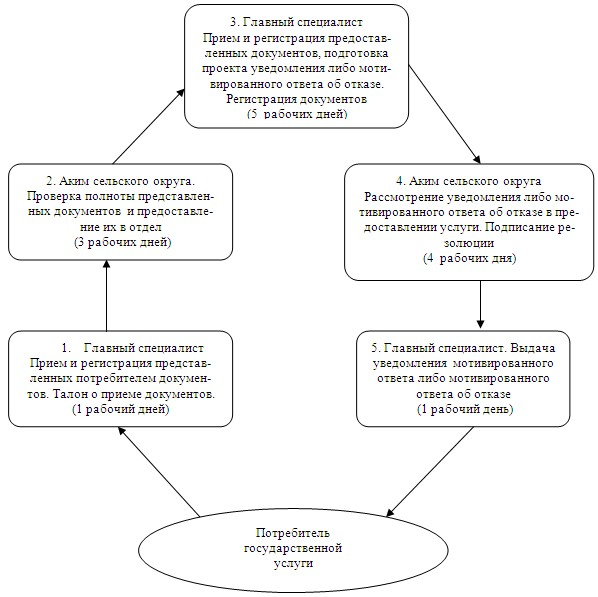 3. Главный специалист
Прием и регистрация предостав-
ленных документов, подготовка
проекта уведомления либо моти-
вированного ответа об отказе.
Регистрация документов
(5 рабочих дней)
2. Аким сельского округа.
Проверка полноты представлен-
ных документов и предоставле-
ние их в отдел
(3 рабочих дней)
4. Аким сельского округа
Рассмотрение уведомления либо мо-
тивированного ответа об отказе в пре-
доставлении услуги. Подписание ре-
золюции
(4 рабочих дня)
1. Главный специалист
Прием и регистрация представ-
ленных потребителем докумен-
тов. Талон о приеме документов.
(1 рабочий дней)
5. Главный специалист. Выдача
уведомления мотивированного
ответа либо мотивированного
ответа об отказе
(1 рабочий день)
Потребитель
государственной
услуги